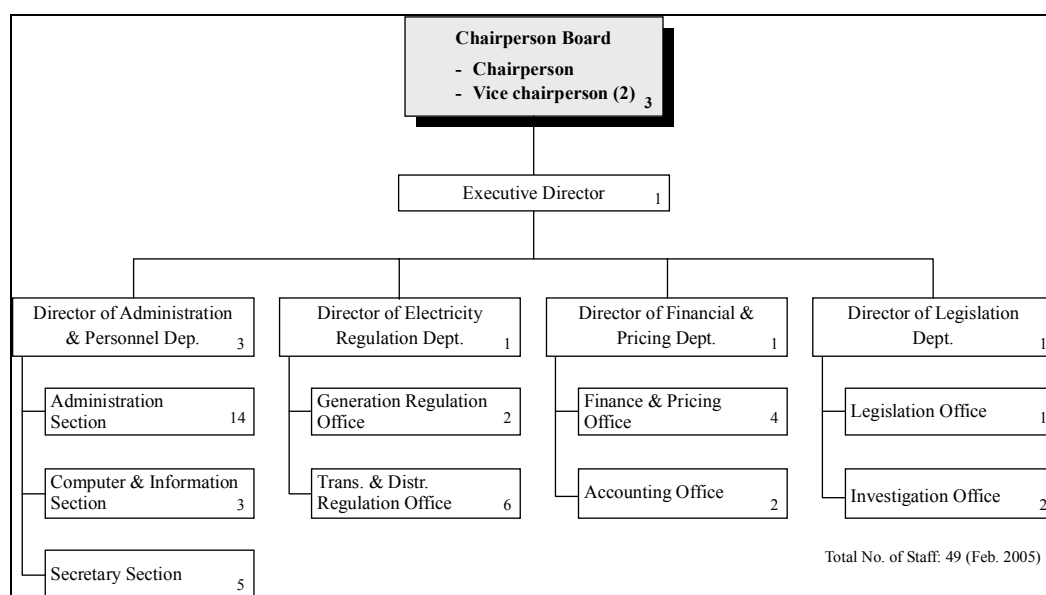 Chairperson Board
- Chairperson
- Vice chairperson (2)
3
Executive Director
1
Director of Administration
& Personnel Dep.
3
Director of Electricity
Regulation Dept.
1
Director of Financial &
Pricing Dept.
1
Director of Legislation
Dept.
1
Administration
Section
14
Generation Regulation
Office
2
Finance & Pricing
Office
4
Legislation Office
1
Computer & Information
Section
3
Trans. & Distr.
Regulation Office
6
Accounting Office
2
Investigation Office
2
Secretary Section
5
Total No. of Staff: 49 (Feb. 2005)